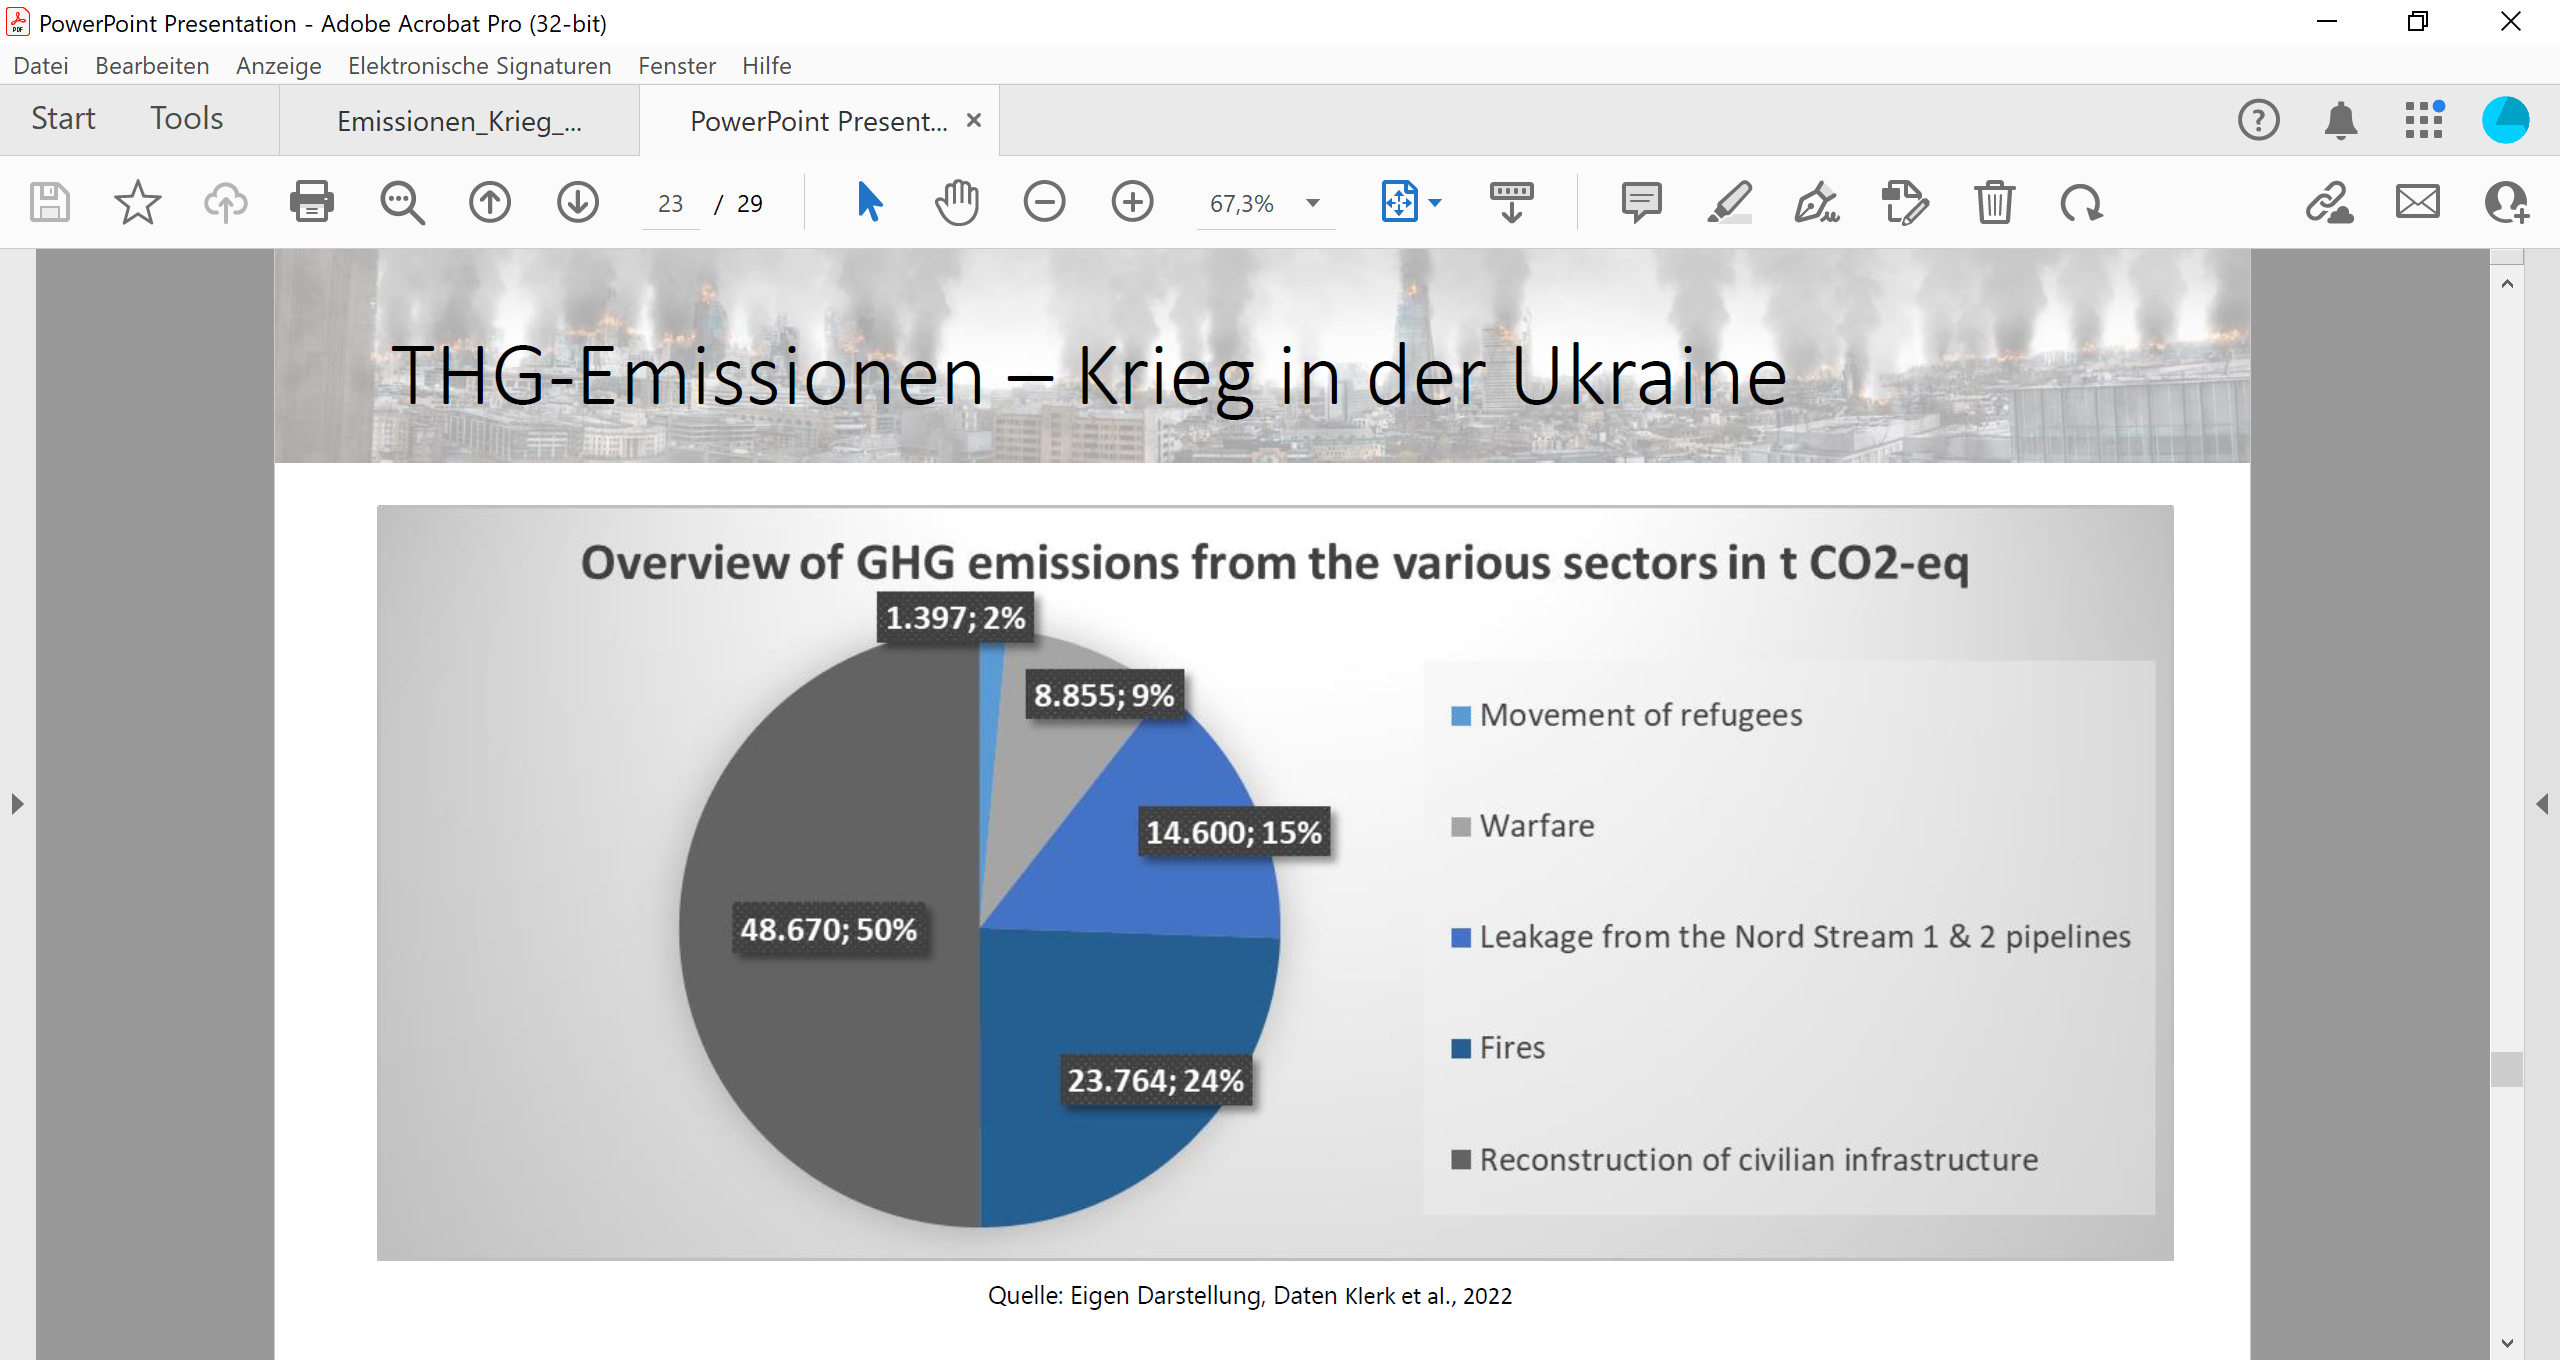 PowerPoint Presentation - Adobe Acrobat Pro (32-bit)
Datei Bearbeiten Anzeige Elektronische Signaturen Fenster Hilfe
Start Tools Emissionen_Krieg_... PowerPoint Present... ×
23 / 29 67,3%
THG-Emissionen – Krieg in der Ukraine
Overview of GHG emissions from the various sectors in t CO2-eq
1.397; 2%
8.855; 9%
14.600; 15%
48.670; 50%
23.764; 24%
Movement of refugees
Warfare
Leakage from the Nord Stream 1 & 2 pipelines
Fires
Reconstruction of civilian infrastructure
Quelle: Eigen Darstellung, Daten Klerk et al., 2022